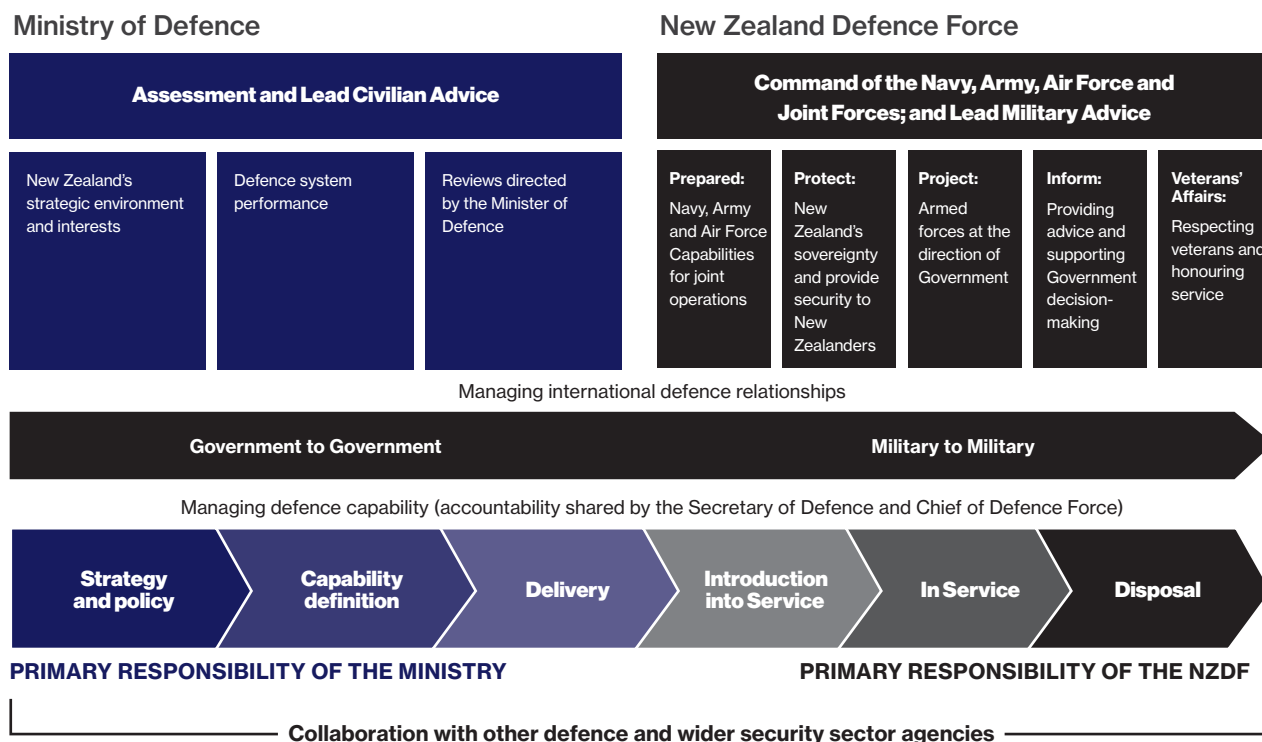 Ministry of Defence
New Zealand Defence Force
Assessment and Lead Civilian Advice
Command of the Navy, Army, Air Force and
Joint Forces; and Lead Military Advice
New Zealand's
strategic environment
and interests
Defence system
performance
Reviews directed
by the Minister of
Defence
Prepared:
Navy, Army
and Air Force
Capabilities
for joint
operations
Protect:
New
Zealand's
sovereignty
and provide
security to
New
Zealanders
Project:
Armed
forces at the
direction of
Government
Inform:
Providing
advice and
supporting
Government
decision-
making
Veterans'
Affairs:
Respecting
veterans and
honouring
service
Managing international defence relationships
Government to Government
Military to Military
Managing defence capability (accountability shared by the Secretary of Defence and Chief of Defence Force)
Strategy
and policy
Capability
definition
Delivery
Introduction
into Service
In Service
Disposal
PRIMARY RESPONSIBILITY OF THE MINISTRY
PRIMARY RESPONSIBILITY OF THE NZDF
Collaboration with other defence and wider security sector agencies